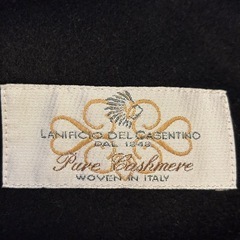 LANIFICIO DEL CASENTINO
DAL 1848
Pure Cashmere
WOVEN IN ITALY